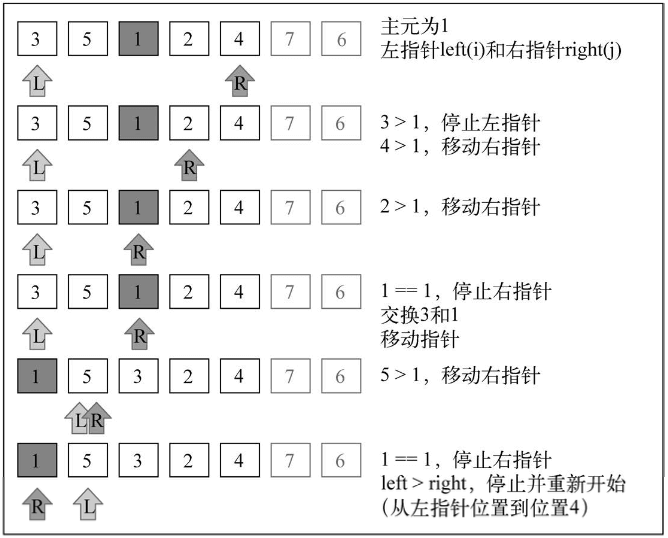 3 5 1 2 4 7 6
主元为1
左指针left(i)和右指针right(j)
L R
3 5 1 2 4 7 6
3 > 1，停止左指针
4 > 1，移动右指针
L R
3 5 1 2 4 7 6
2 > 1，移动右指针
L R
3 5 1 2 4 7 6
1 == 1，停止右指针
交换3和1
移动指针
L R
1 5 3 2 4 7 6
5 > 1，移动右指针
L R
1 5 3 2 4 7 6
1 == 1，停止右指针
left > right，停止并重新开始
（从左指针位置到位置4）
R L